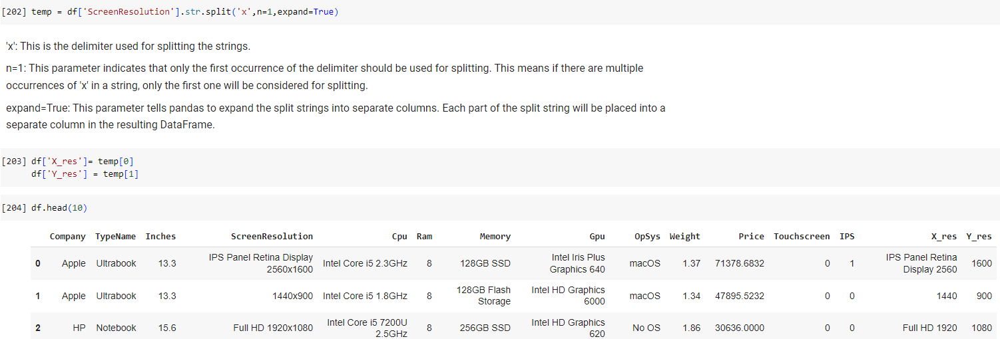 [202] temp = df['ScreenResolution'].str.split('x',n=1,expand=True)
'x': This is the delimiter used for splitting the strings.
n=1: This parameter indicates that only the first occurrence of the delimiter should be used for splitting. This means if there are multiple
occurrences of 'x' in a string, only the first one will be considered for splitting.
expand=True: This parameter tells pandas to expand the split strings into separate columns. Each part of the split string will be placed into a
separate column in the resulting DataFrame.
[203] df['X_res']= temp[0]
df['Y_res'] = temp[1]
[204] df.head(10)
Company TypeName Inches ScreenResolution Cpu Ram Memory Gpu OpSys Weight Price Touchscreen IPS X_res Y_res
0 Apple Ultrabook 13.3 IPS Panel Retina Display 2560x1600 Intel Core i5 2.3GHz 8 128GB SSD Intel Iris Plus Graphics 640 macOS 1.37 71378.6832 0 1 IPS Panel Retina Display 2560 1600
1 Apple Ultrabook 13.3 1440x900 Intel Core i5 1.8GHz 8 128GB Flash Storage Intel HD Graphics 6000 macOS 1.34 47895.5232 0 0 1440 900
2 HP Notebook 15.6 Full HD 1920x1080 Intel Core i5 7200U 2.5GHz 8 256GB SSD Intel HD Graphics 620 No OS 1.86 30636.0000 0 0 Full HD 1920 1080